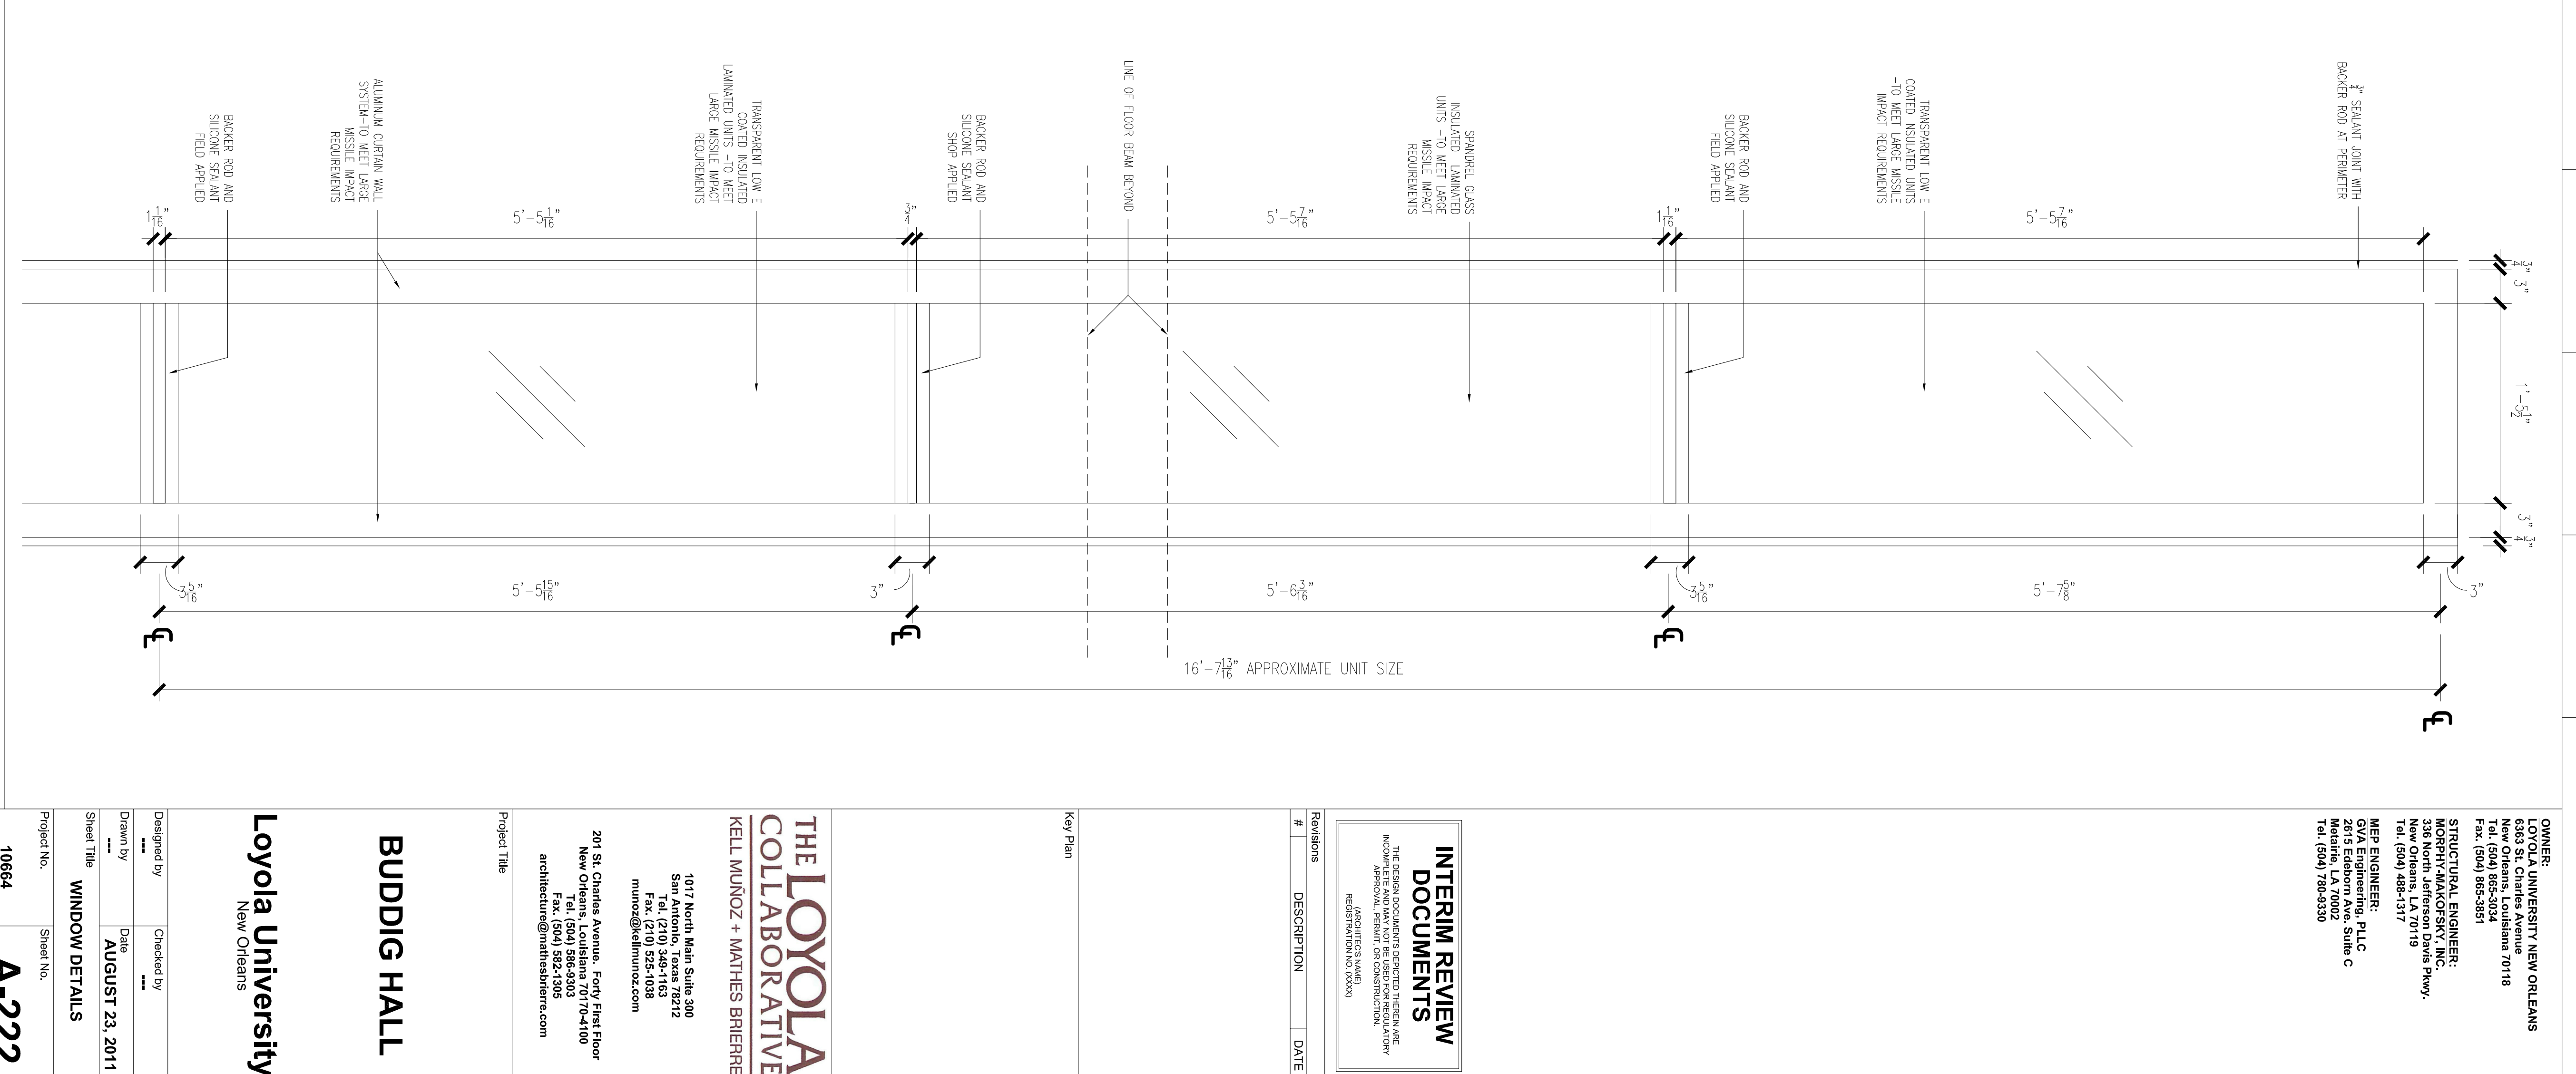 3/4" SEALANT JOINT WITH
BACKER ROD AT PERIMETER
TRANSPARENT LOW E
COATED INSULATED UNITS
-TO MEET LARGE MISSILE
IMPACT REQUIREMENTS
BACKER ROD AND
SILICONE SEALANT
FIELD APPLIED
SPANDREL GLASS
INSULATED LAMINATED
UNITS -TO MEET LARGE
MISSILE IMPACT
REQUIREMENTS
LINE OF FLOOR BEAM BEYOND
BACKER ROD AND
SILICONE SEALANT
SHOP APPLIED
TRANSPARENT LOW E
COATED INSULATED
LAMINATED UNITS -TO MEET
LARGE MISSILE IMPACT
REQUIREMENTS
ALUMINUM CURTAIN WALL
SYSTEM-TO MEET LARGE
MISSILE IMPACT
REQUIREMENTS
BACKER ROD AND
SILICONE SEALANT
FIELD APPLIED
1 1/16"
5'-5 1/16"
3/4"
5'-5 7/16"
1 1/16"
5'-5 7/16"
3/4"
3"
1'-5 1/2"
3"
3/4"
3 5/16"
5'-5 15/16"
3"
5'-6 3/16"
3 5/16"
5'-7 5/8"
3"
16'-7 13/16" APPROXIMATE UNIT SIZE
OWNER:
LOYOLA UNIVERSITY NEW ORLEANS
6363 St. Charles Avenue
New Orleans, Louisiana 70118
Tel. (504) 865-3034
Fax. (504) 865-3851
STRUCTURAL ENGINEER:
MORPHY-MAKOFSKY, INC.
336 North Jefferson Davis Pkwy.
New Orleans, LA 70119
Tel. (504) 488-1317
MEP ENGINEER:
GVA Engineering, PLLC
2615 Edeborn Ave. Suite C
Metairie, LA 70002
Tel. (504) 780-9330
INTERIM REVIEW
DOCUMENTS
THE DESIGN DOCUMENTS DEPICTED THEREIN ARE
INCOMPLETE AND MAY NOT BE USED FOR REGULATORY
APPROVAL, PERMIT, OR CONSTRUCTION.
(ARCHITEC'S NAME)
REGISTRATION NO. (XXXX)
Revisions
# DESCRIPTION DATE
Key Plan
THE LOYOLA
COLLABORATIVE
KELL MUÑOZ + MATHES BRIERRE
1017 North Main Suite 300
San Antonio, Texas 78212
Tel. (210) 349-1163
Fax. (210) 525-1038
munoz@kellmunoz.com
201 St. Charles Avenue. Forty First Floor
New Orleans, Louisiana 70170-4100
Tel. (504) 586-9303
Fax. (504) 582-1305
architecture@mathesbrierre.com
Project Title
BUDDIG HALL
Loyola University
New Orleans
Designed by
---
Checked by
---
Drawn by
---
Date
AUGUST 23, 2011
Sheet Title
WINDOW DETAILS
Project No.
10664
Sheet No.
A-222